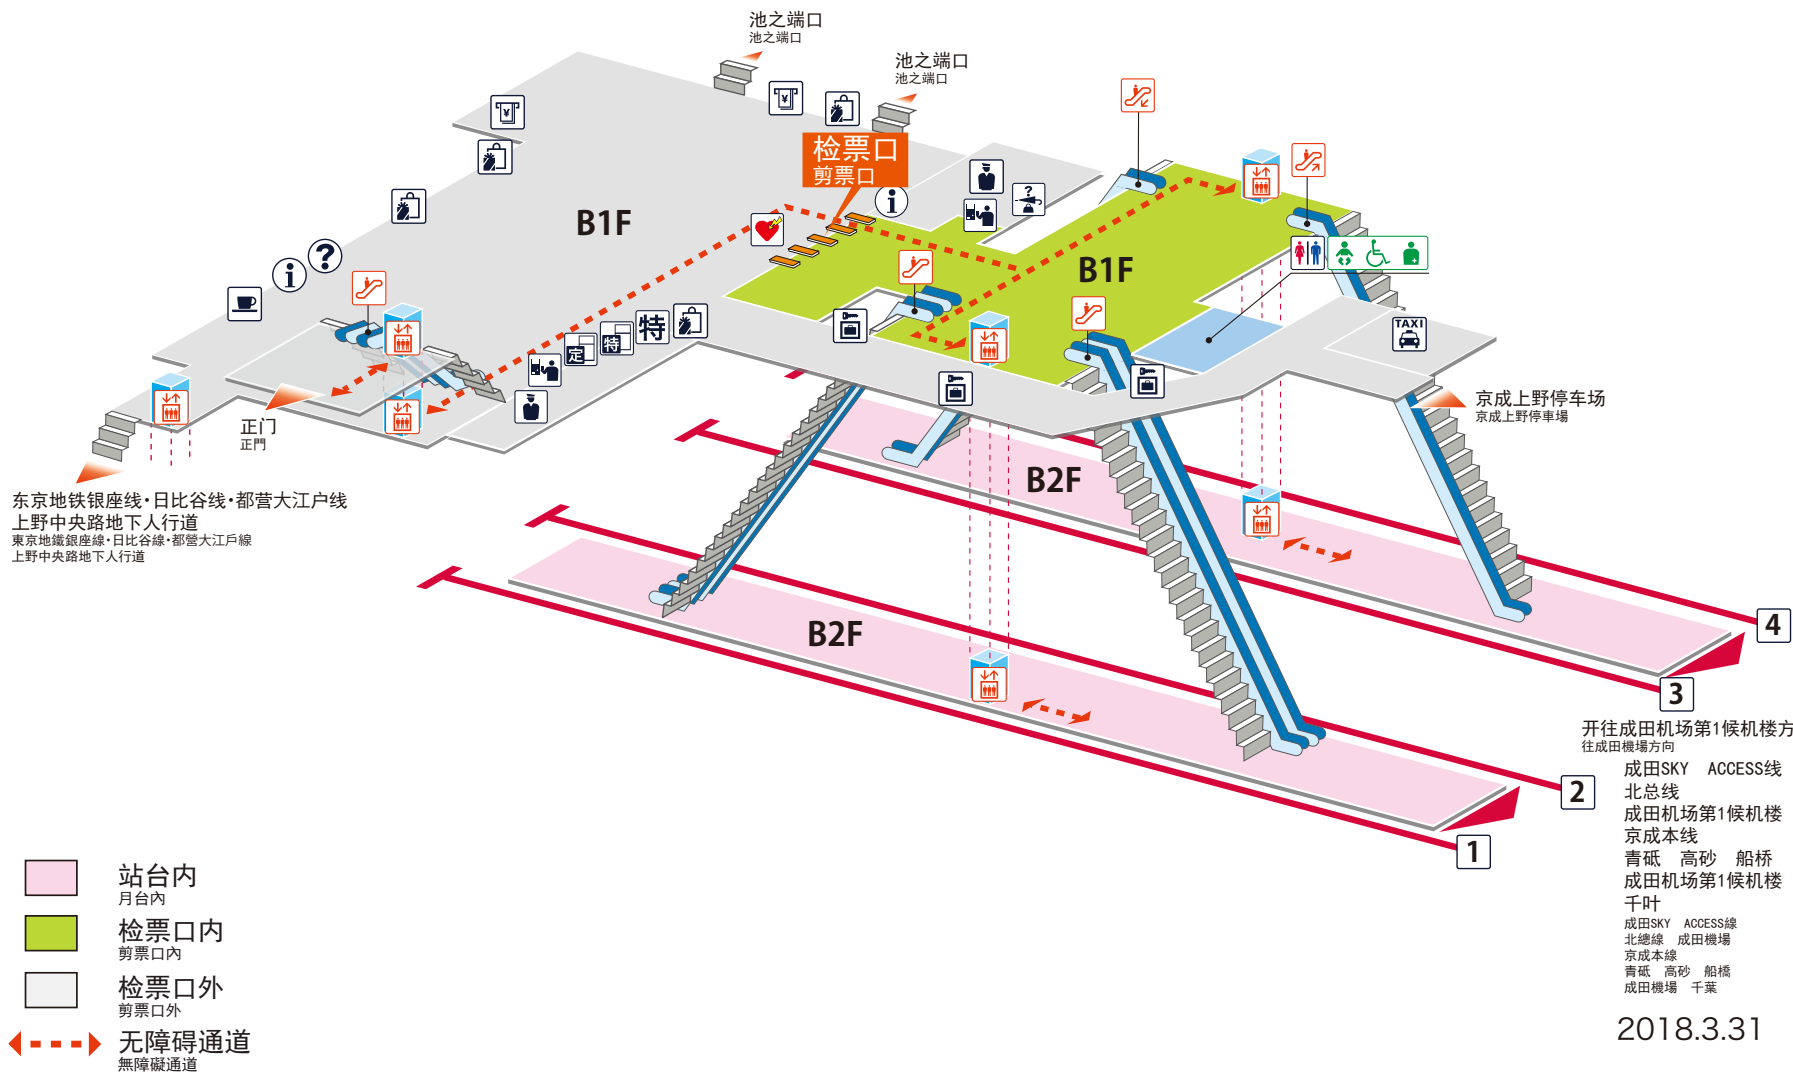 池之端口
池之端口
池之端口
池之端口
检票口
剪票口
B1F
B1F
定
特
特
TAXI
京成上野停车场
京成上野停車場
正门
正門
东京地铁银座线·日比谷线·都营大江户线
上野中央路地下人行道
東京地鐵銀座線·日比谷線·都營大江戶線
上野中央路地下人行道
B2F
B2F
4
3
2
1
开往成田机场第1候机楼方
往成田機場方向
成田SKY ACCESS线
北总线
成田机场第1候机楼
京成本线
青砥 高砂 船桥
成田机场第1候机楼
千叶
成田SKY ACCESS線
北總線 成田機場
京成本線
青砥 高砂 船橋
成田機場 千葉
2018.3.31
站台内
月台內
检票口内
剪票口內
检票口外
剪票口外
无障碍通道
無障礙通道